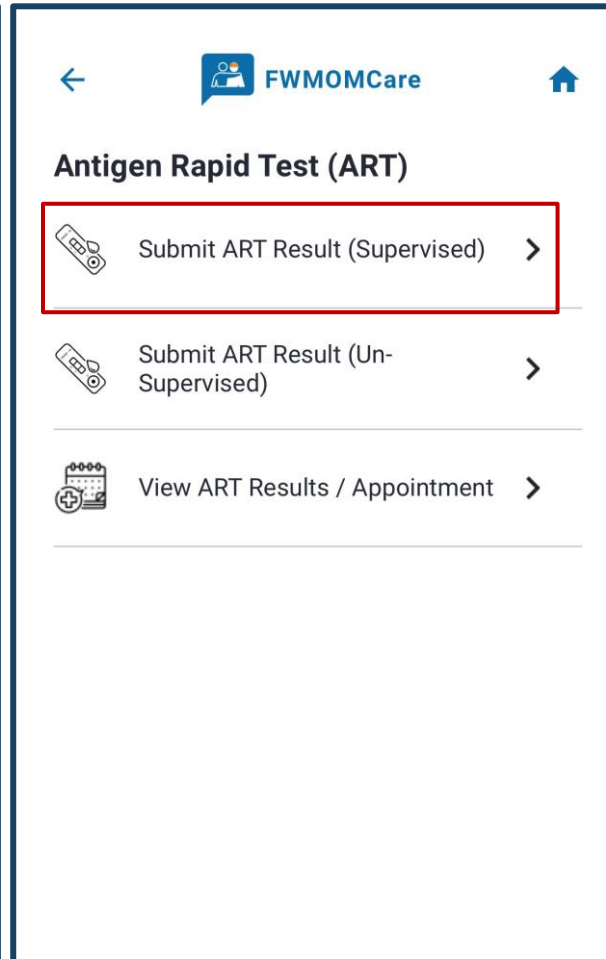 FWMOMCare
Antigen Rapid Test (ART)
Submit ART Result (Supervised)
Submit ART Result (Un-
Supervised)
View ART Results / Appointment